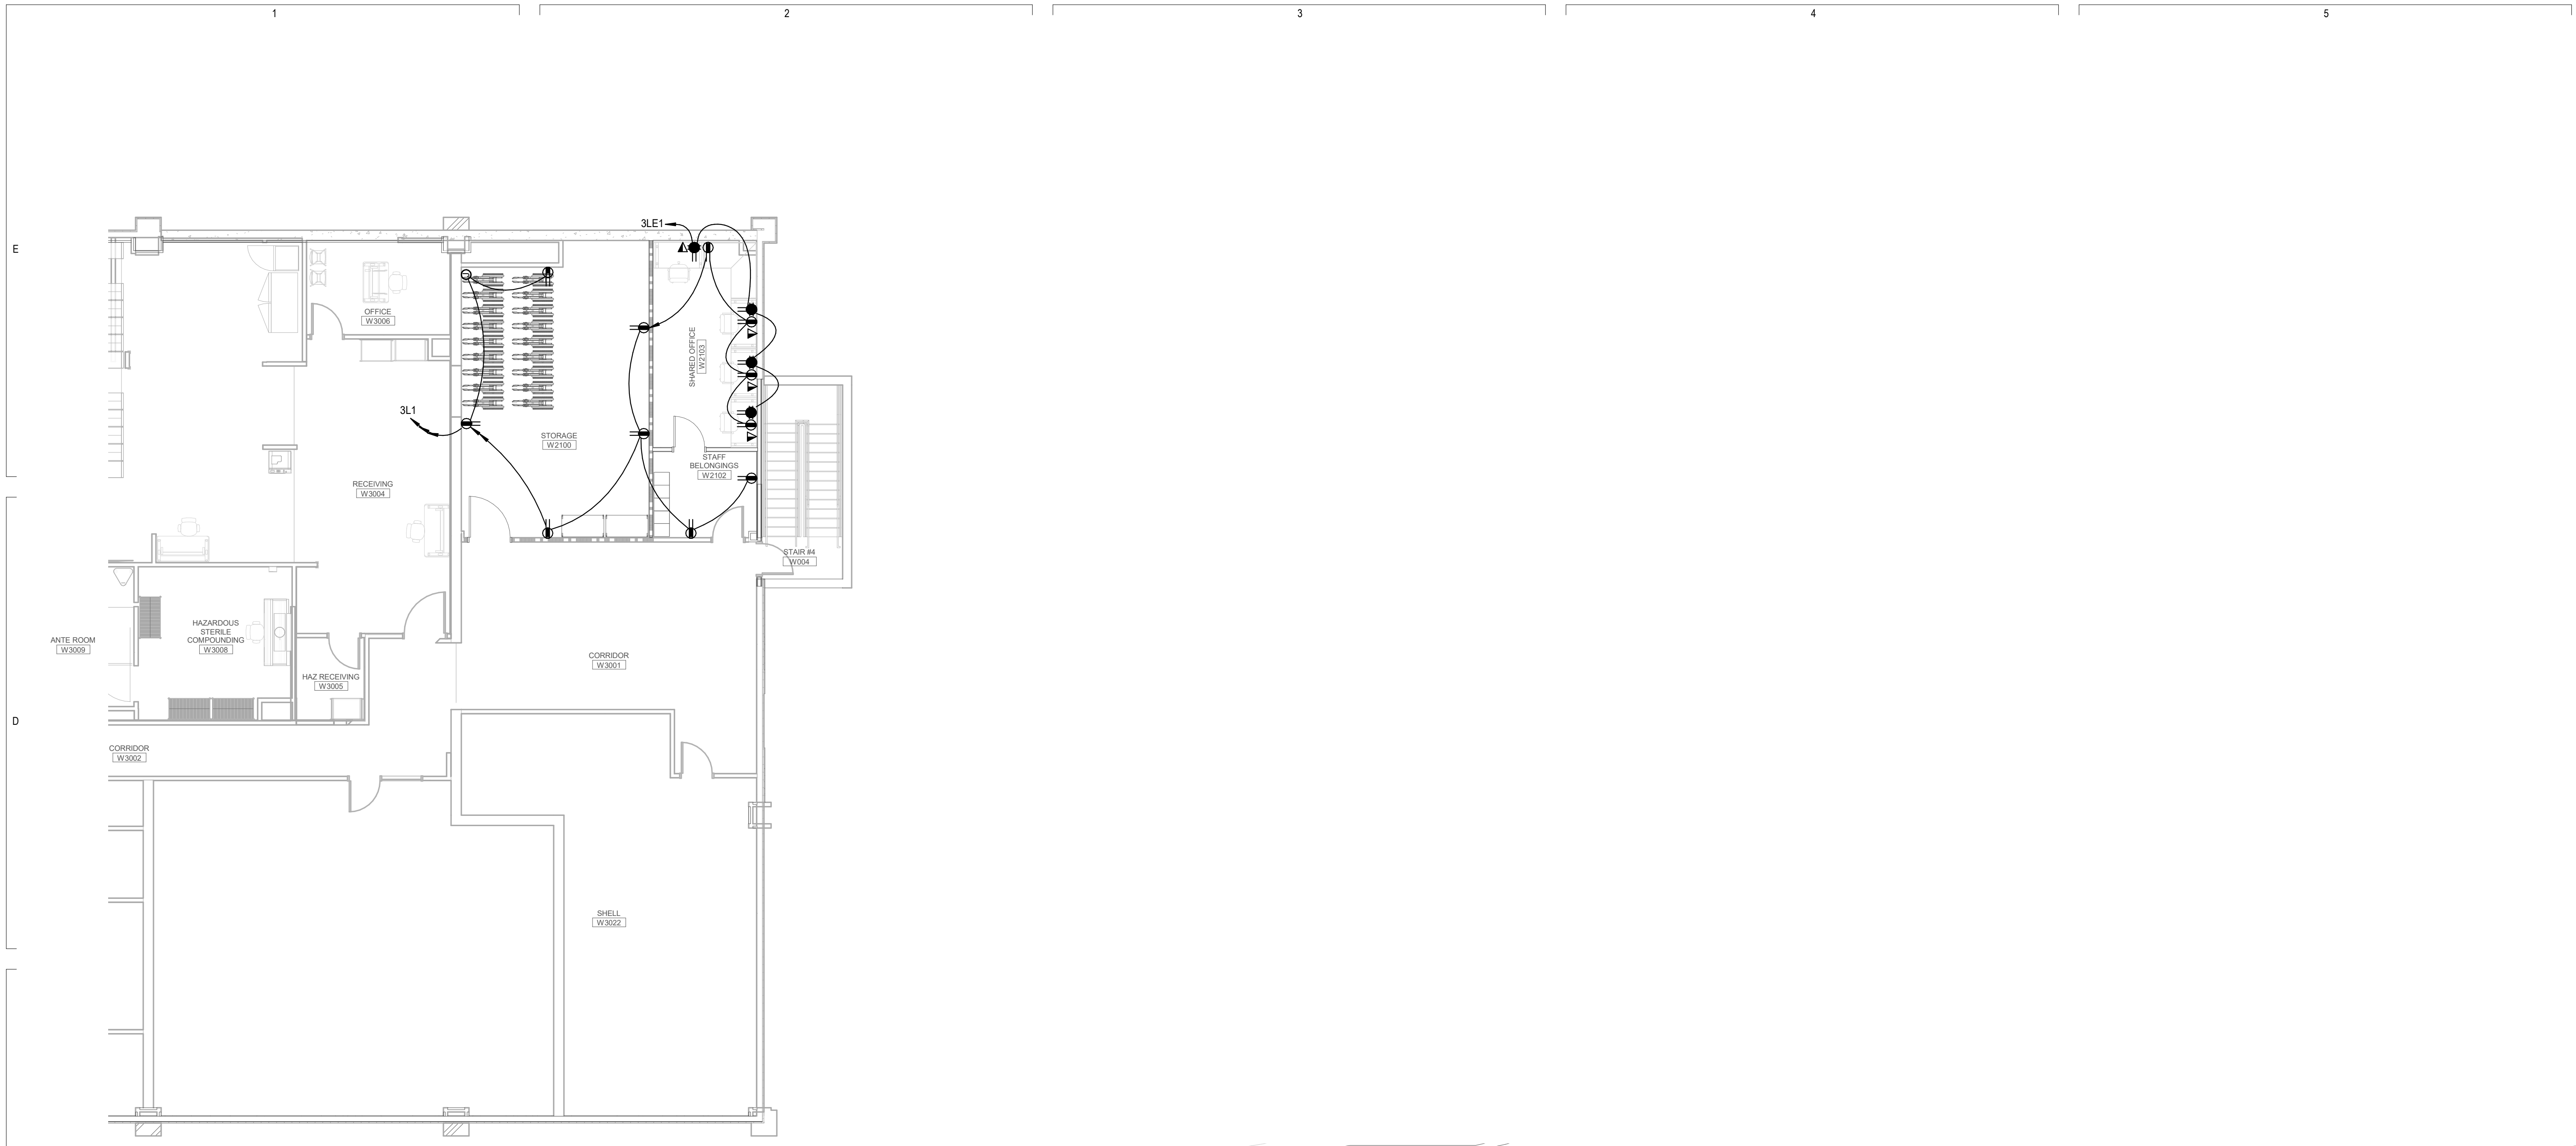 1
2
3
4
5
E
D
3LE1
OFFICE
W3006
SHARED OFFICE
W2103
3L1
STORAGE
W2100
STAFF
BELONGINGS
W2102
RECEIVING
W3004
STAIR #4
W004
HAZARDOUS
STERILE
COMPOUNDING
W3008
ANTE ROOM
W3009
CORRIDOR
W3001
HAZ RECEIVING
W3005
CORRIDOR
W3002
SHELL
W3022